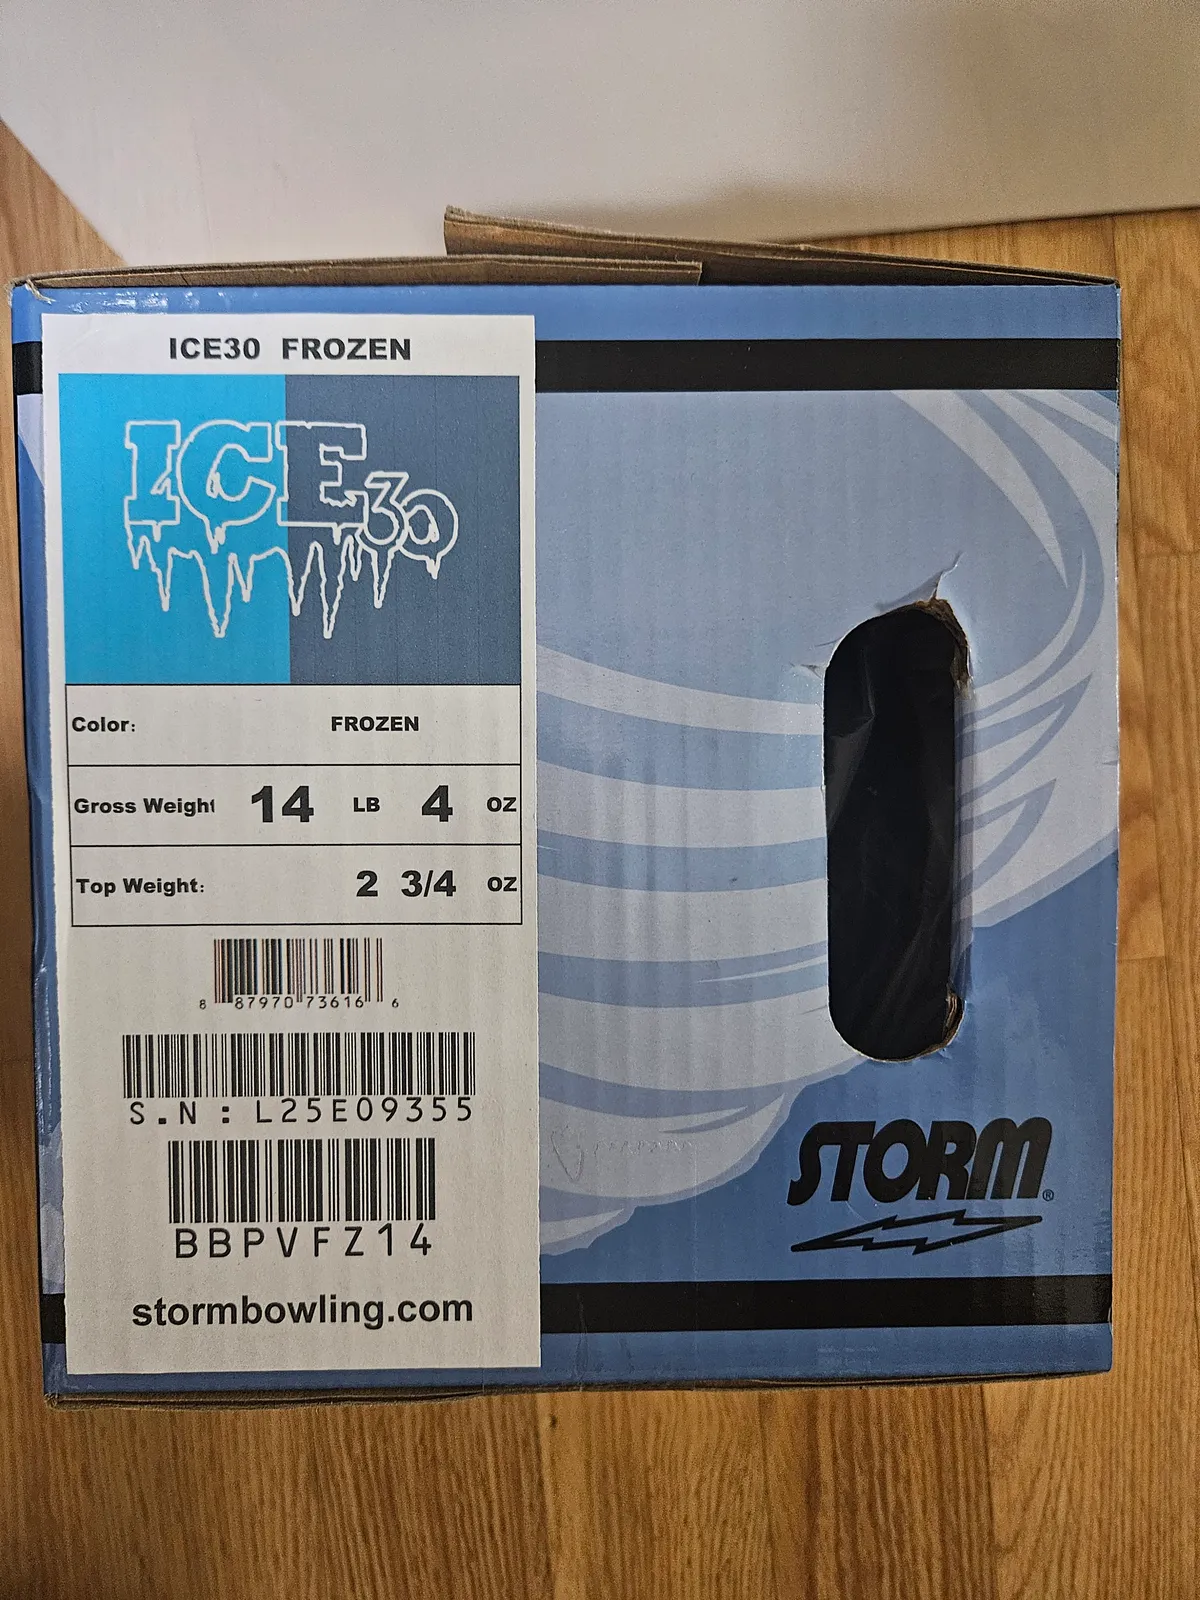 ICE30 FROZEN
ICE30
Color: FROZEN
Gross Weight 14 LB 4 OZ
Top Weight: 2 3/4 OZ
8 87970 73616 6
S.N : L25E09355
BBPVFZ14
stormbowling.com
STORM®